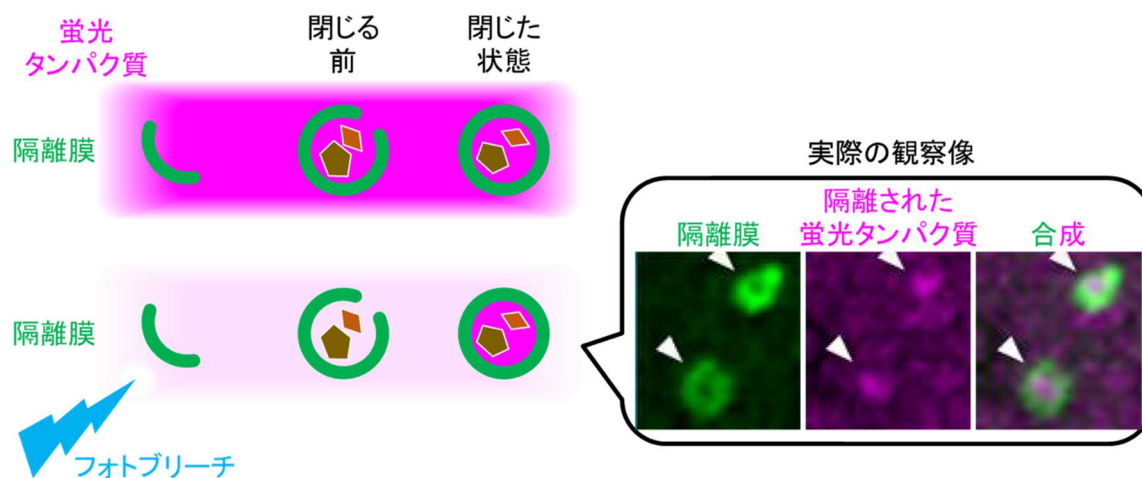 蛍光
タンパク質
閉じる
前
閉じた
状態
隔離膜
隔離膜
フォトブリーチ
実際の観察像
隔離膜
隔離された
蛍光タンパク質
合成